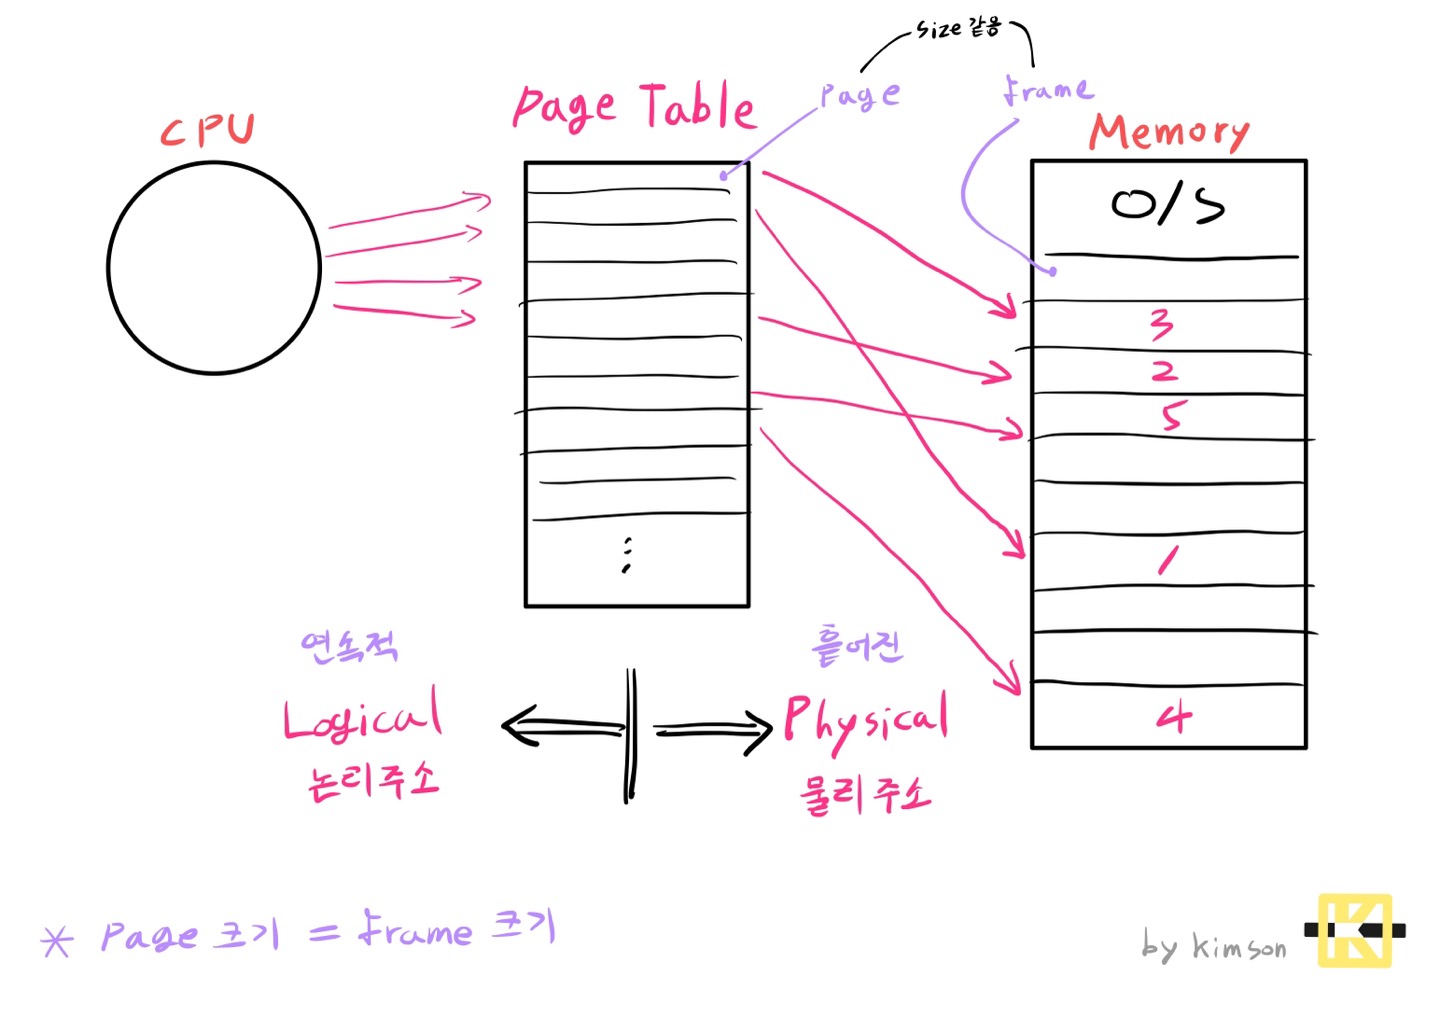 size 같음
Page
frame
CPU
Page Table
Memory
O/S
3
2
5
1
4
연속적
흩어진
Logical
Physical
논리주소
물리주소
* Page 크기 = frame 크기
by kimson
K